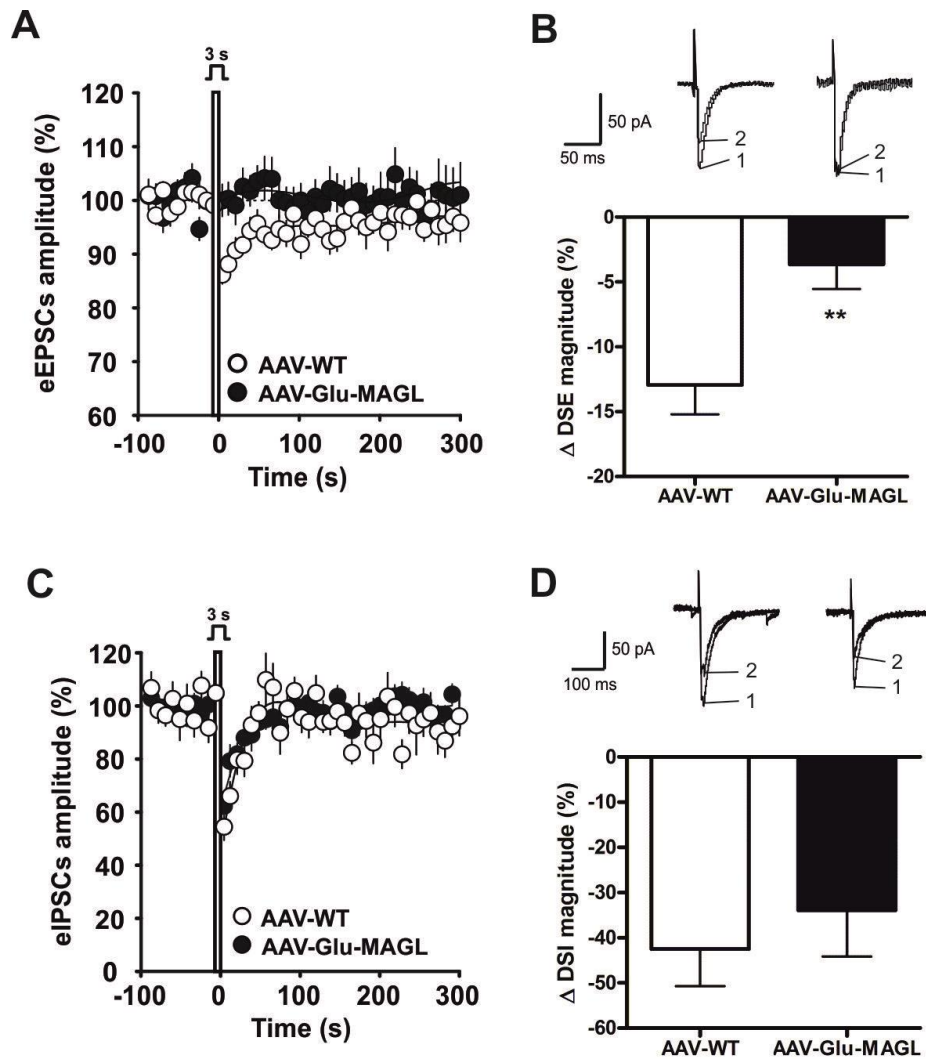 A
3 s
120
110
100
90
80
70
60
eEPSCs amplitude (%)
AAV-WT
AAV-Glu-MAGL
-100 0 100 200 300
Time (s)
B
50 pA
50 ms
2
1
2
1
0
-5
-10
-15
-20
Δ DSE magnitude (%)
**
AAV-WT AAV-Glu-MAGL
C
3 s
120
100
80
60
40
20
0
eIPSCs amplitude (%)
AAV-WT
AAV-Glu-MAGL
-100 0 100 200 300
Time (s)
D
50 pA
100 ms
2
1
2
1
0
-10
-20
-30
-40
-50
-60
Δ DSI magnitude (%)
AAV-WT AAV-Glu-MAGL